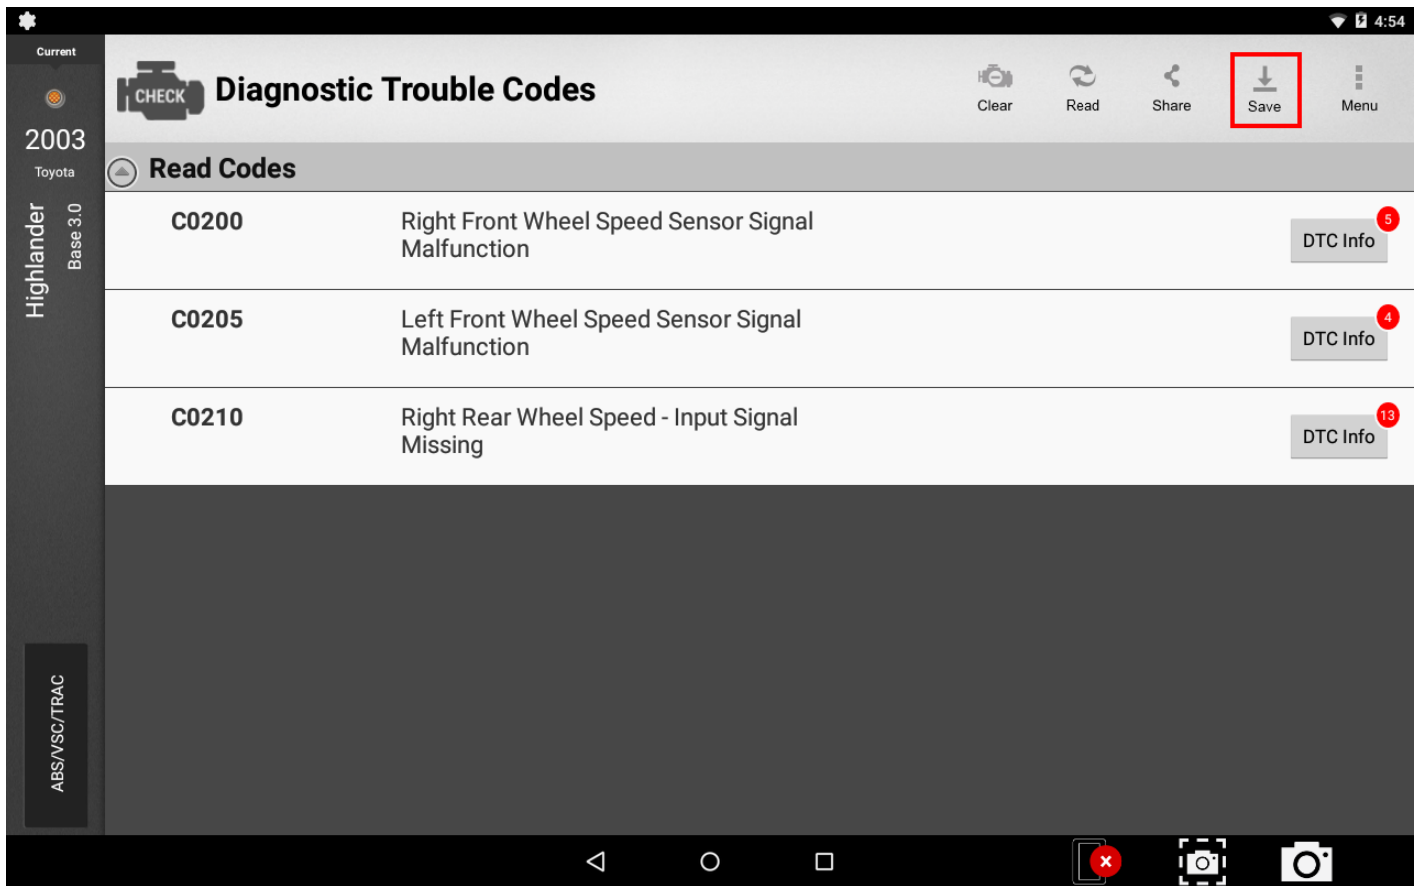 4:54
Current
2003
Toyota
Highlander
Base 3.0
ABS/VSC/TRAC
CHECK
Diagnostic Trouble Codes
Clear
Read
Share
Save
Menu
Read Codes
C0200
Right Front Wheel Speed Sensor Signal
Malfunction
5
DTC Info
C0205
Left Front Wheel Speed Sensor Signal
Malfunction
4
DTC Info
C0210
Right Rear Wheel Speed - Input Signal
Missing
13
DTC Info